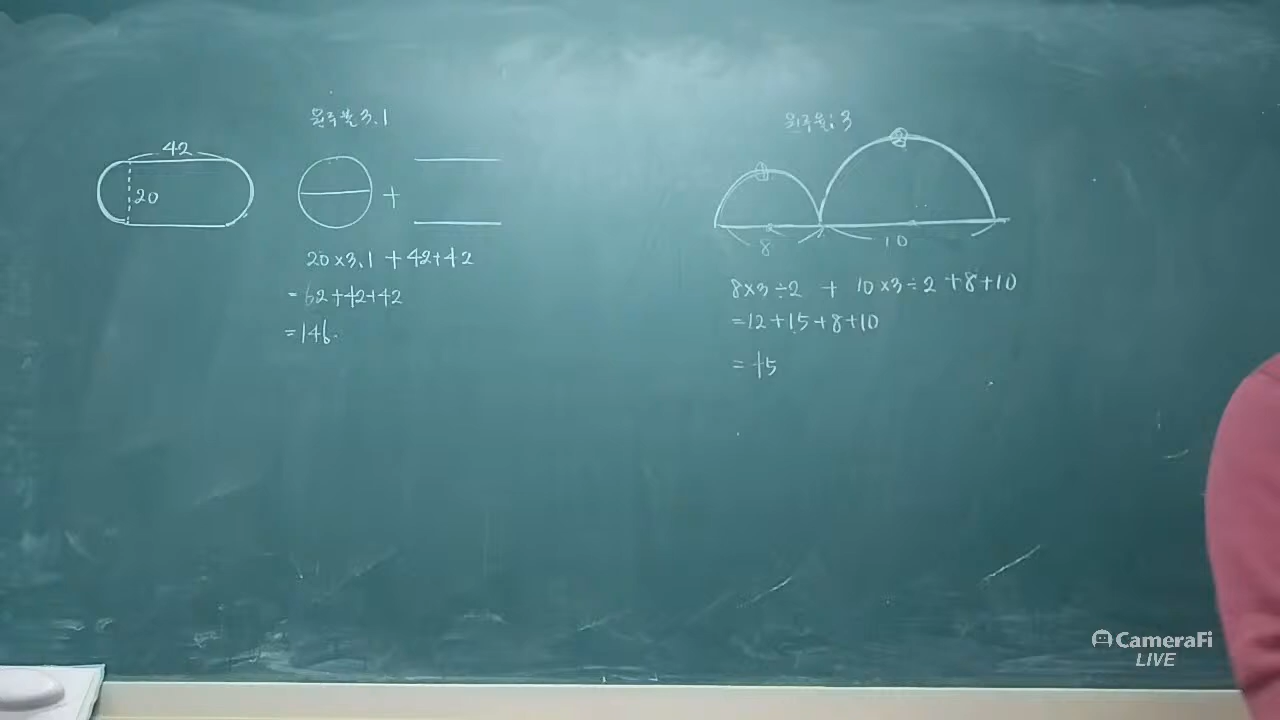 원주율 3.1
42
20
+
20×3.1 + 42+42
= 62+42+42
= 146.
원주율: 3
8
10
8×3÷2 + 10×3÷2 +8+10
=12+15+8+10
= 45
CameraFi
LIVE